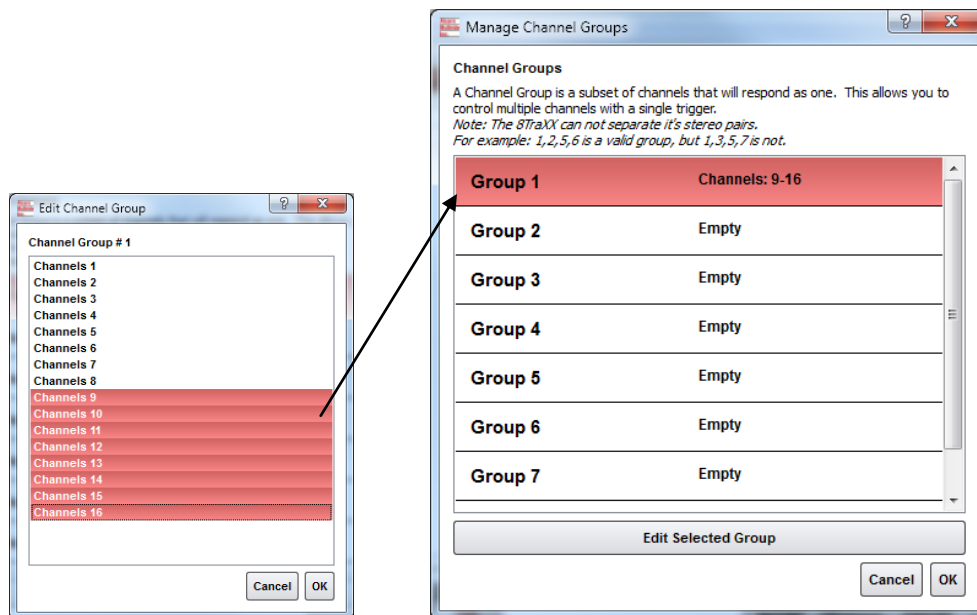 Edit Channel Group
Channel Group # 1
Channels 1
Channels 2
Channels 3
Channels 4
Channels 5
Channels 6
Channels 7
Channels 8
Channels 9
Channels 10
Channels 11
Channels 12
Channels 13
Channels 14
Channels 15
Channels 16
Cancel OK
Manage Channel Groups
Channel Groups
A Channel Group is a subset of channels that will respond as one. This allows you to
control multiple channels with a single trigger.
Note: The 8TraXX can not separate it's stereo pairs.
For example: 1,2,5,6 is a valid group, but 1,3,5,7 is not.
Group 1 Channels: 9-16
Group 2 Empty
Group 3 Empty
Group 4 Empty
Group 5 Empty
Group 6 Empty
Group 7 Empty
Edit Selected Group
Cancel OK